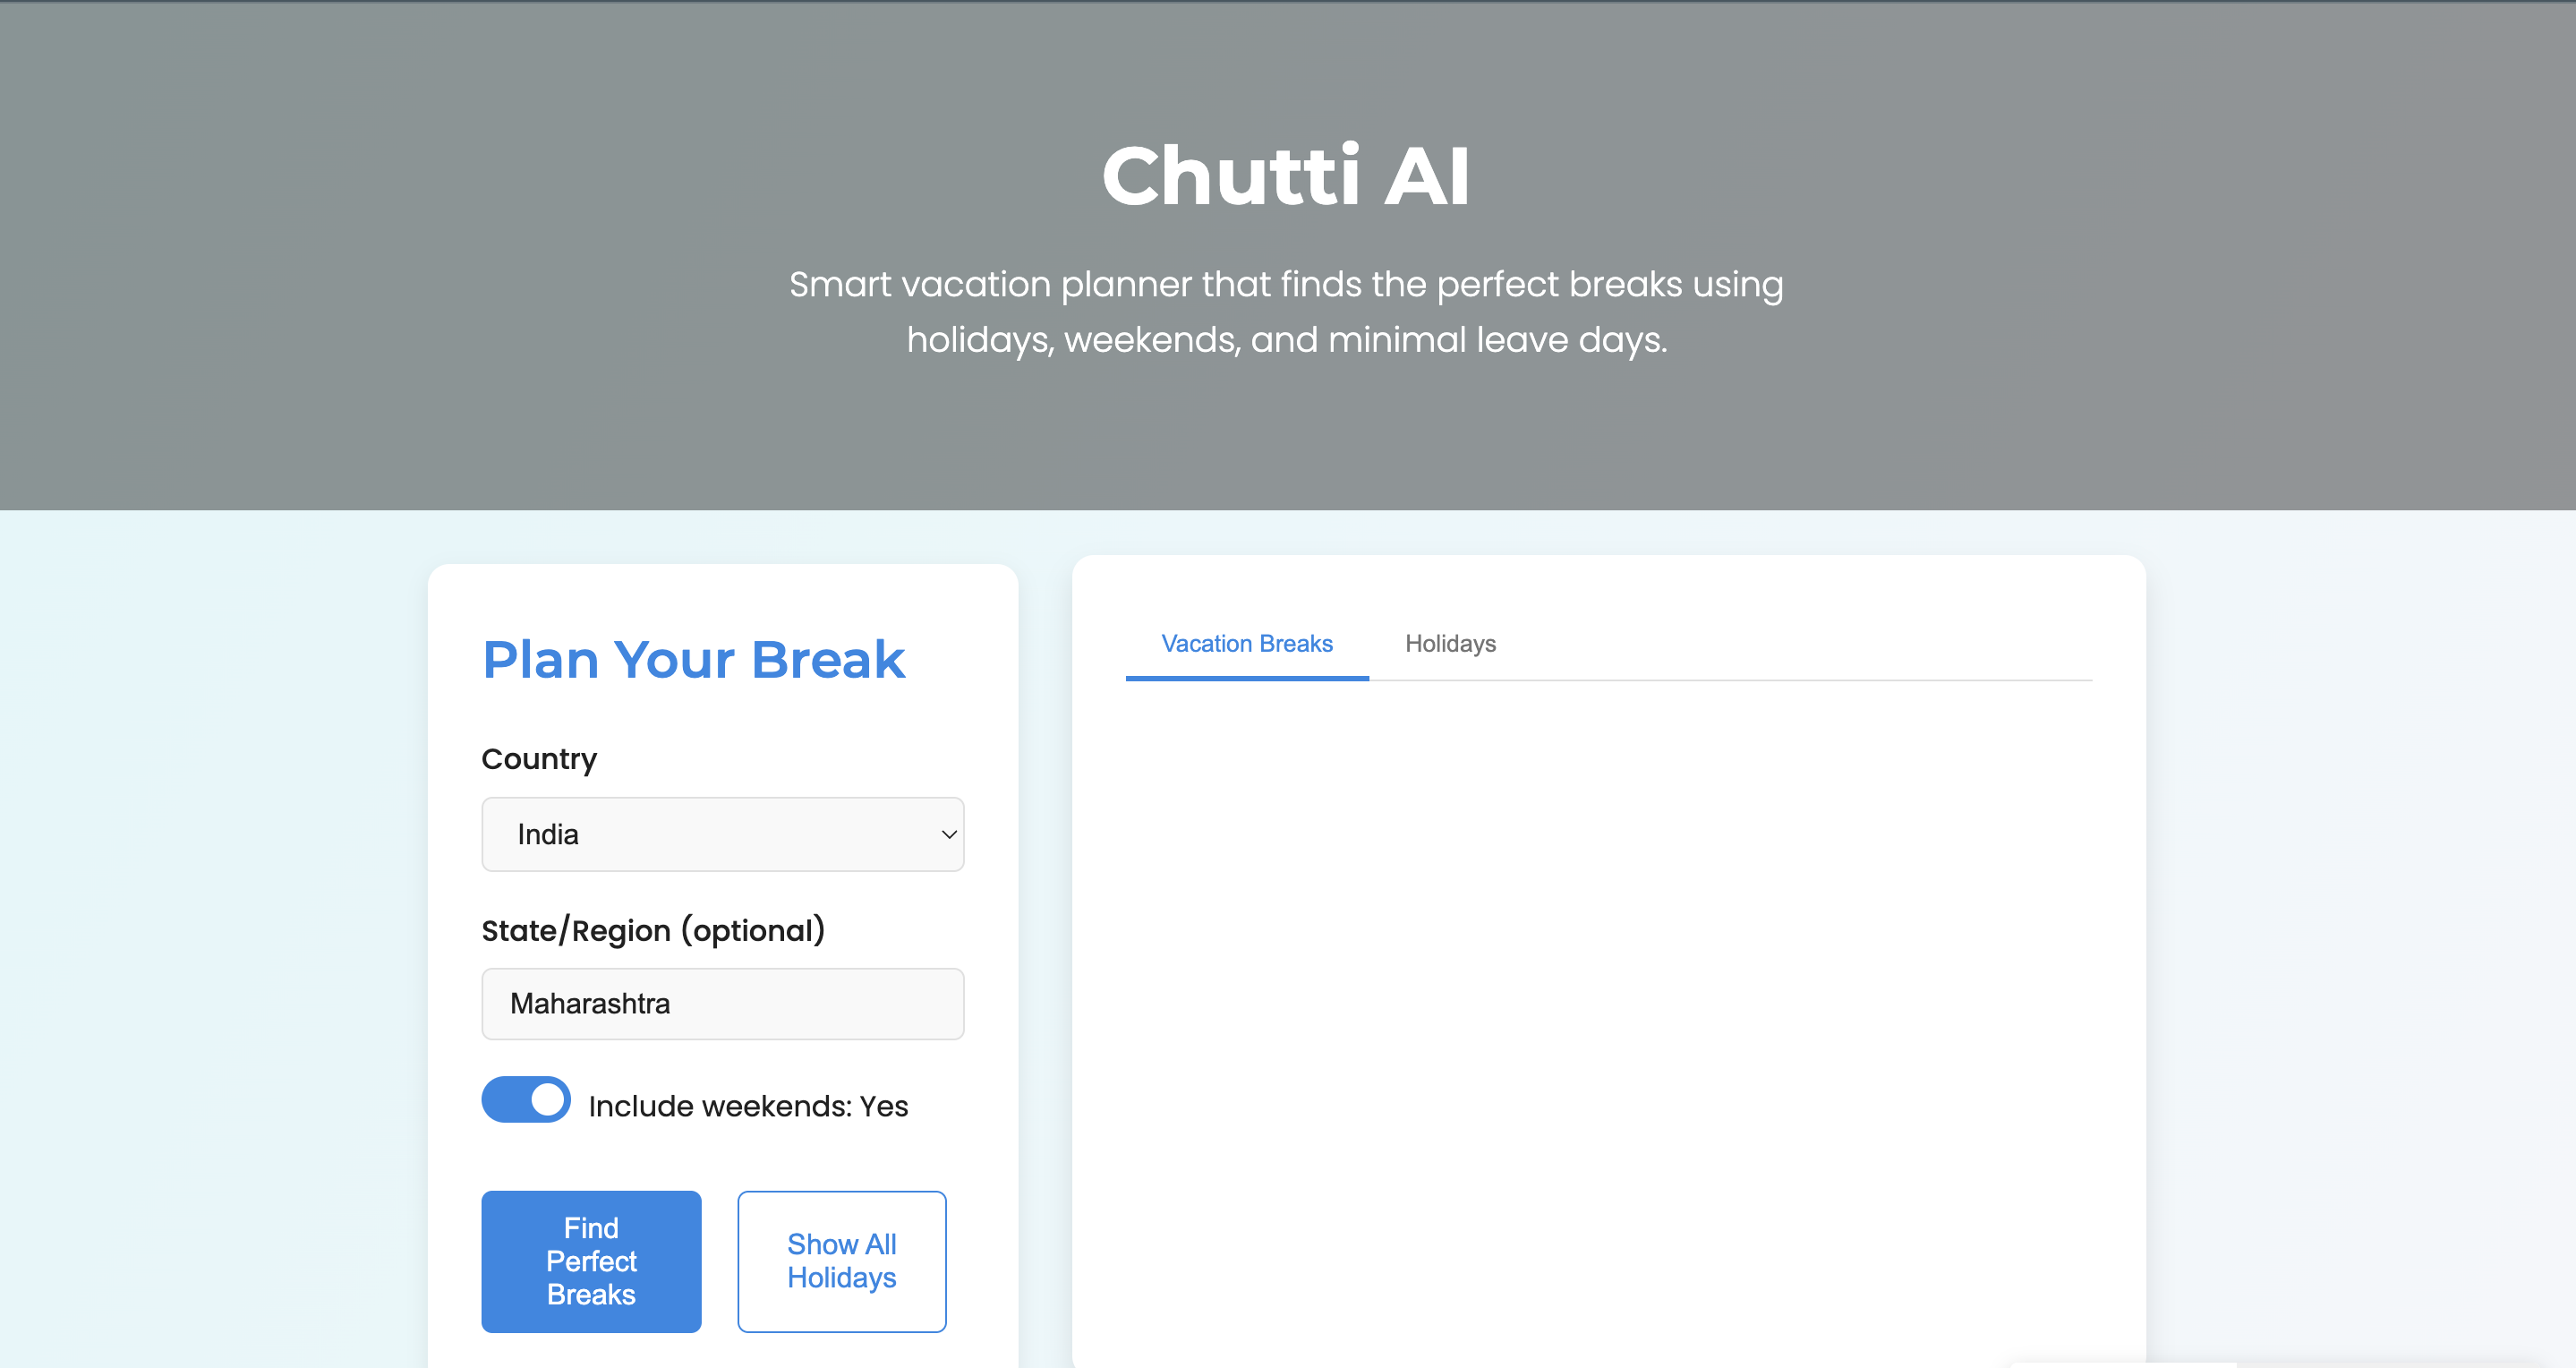 Chutti AI
Smart vacation planner that finds the perfect breaks using
holidays, weekends, and minimal leave days.
Plan Your Break
Country
India
State/Region (optional)
Maharashtra
Include weekends: Yes
Find
Perfect
Breaks
Show All
Holidays
Vacation Breaks
Holidays